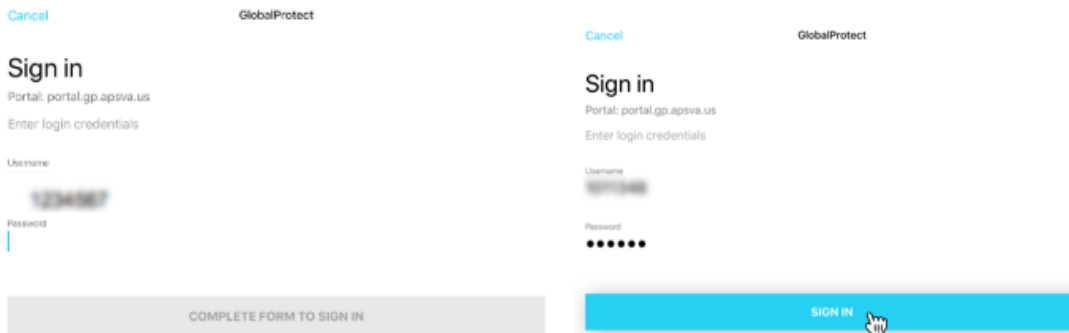 Cancel GlobalProtect
Sign in
Portal: portal.gp.apsva.us
Enter login credentials
Username
1234567
Password
COMPLETE FORM TO SIGN IN
Cancel GlobalProtect
Sign in
Portal: portal.gp.apsva.us
Enter login credentials
Username
Password
SIGN IN